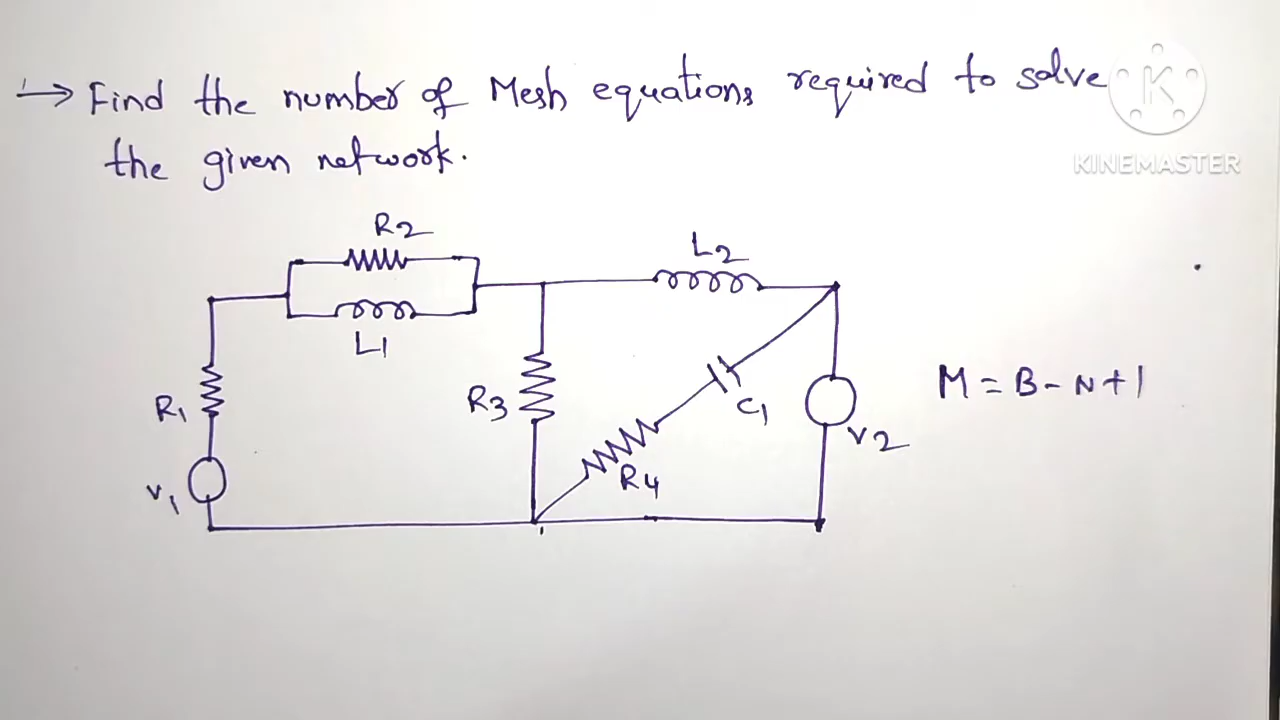 → Find the number of Mesh equations required to solve
the given network.
K
KINEMASTER
R2
L2
L1
R1
R3
C1
M = B - N + 1
V2
R4
V1